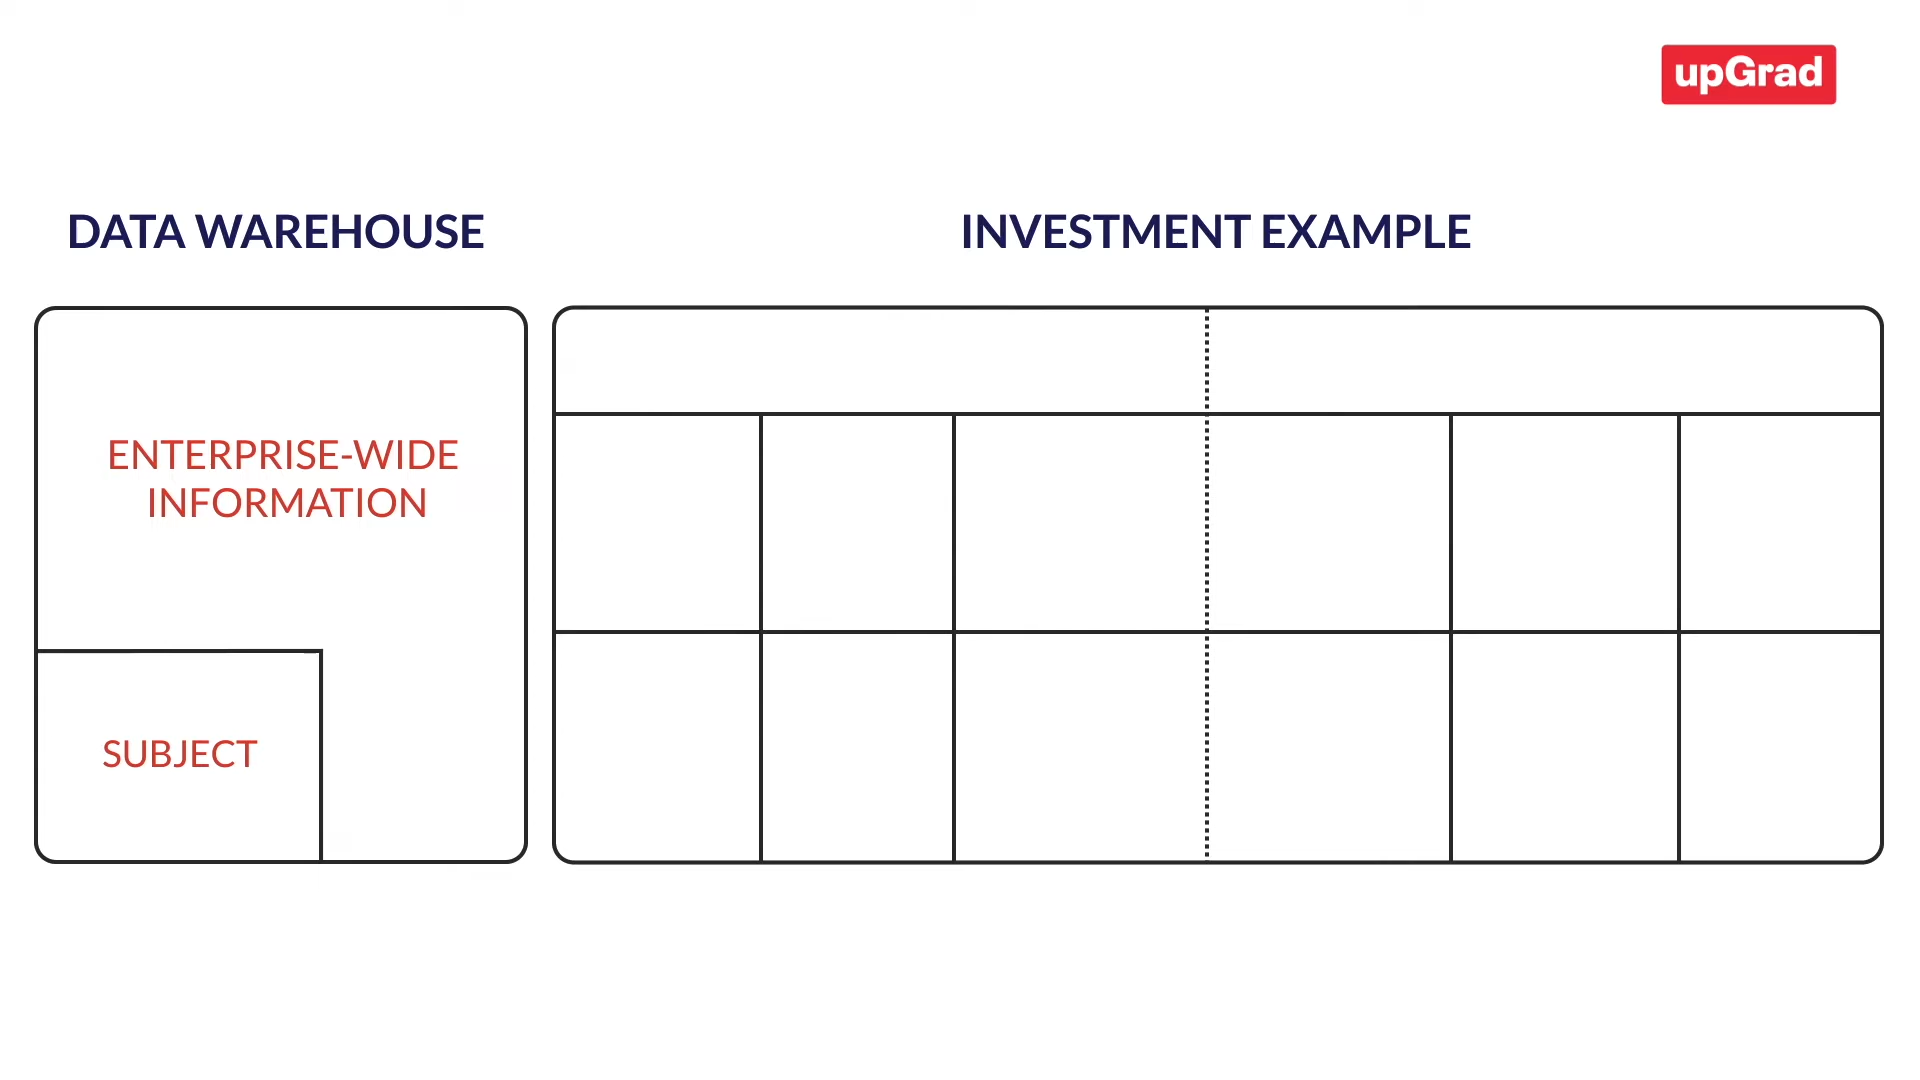 upGrad
DATA WAREHOUSE
INVESTMENT EXAMPLE
ENTERPRISE-WIDE
INFORMATION
SUBJECT